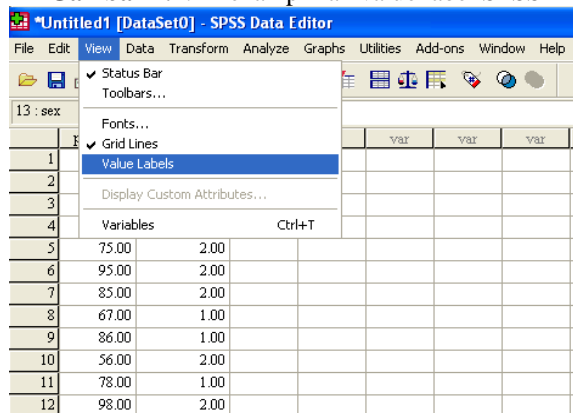 *Untitled1 [DataSet0] - SPSS Data Editor
File Edit View Data Transform Analyze Graphs Utilities Add-ons Window Help
Status Bar
Toolbars...
13 : sex
Fonts...
Grid Lines
var var var
1 Value Labels
2
Display Custom Attributes...
3
4 Variables Ctrl+T
5 75.00 2.00
6 95.00 2.00
7 85.00 2.00
8 67.00 1.00
9 86.00 1.00
10 56.00 2.00
11 78.00 1.00
12 98.00 2.00